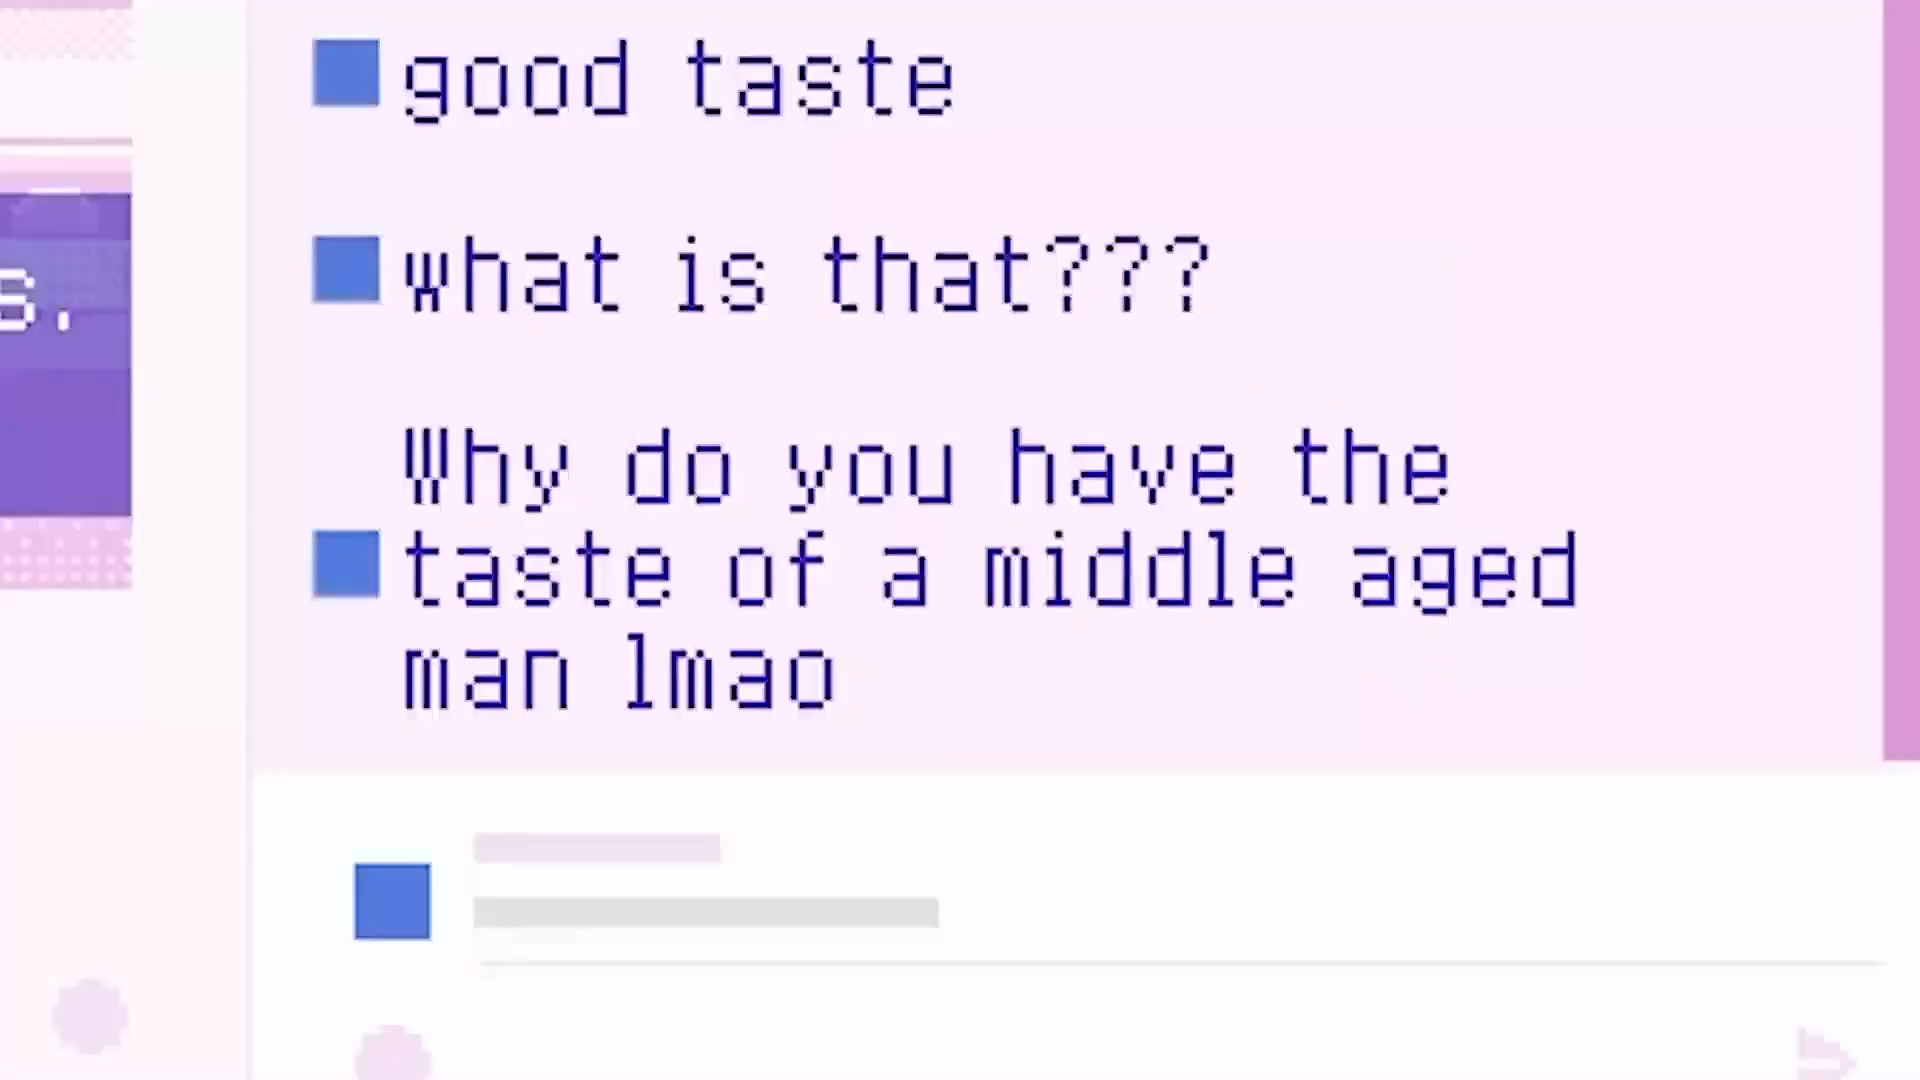 good taste
what is that???
s.
Why do you have the
taste of a middle aged
man lmao